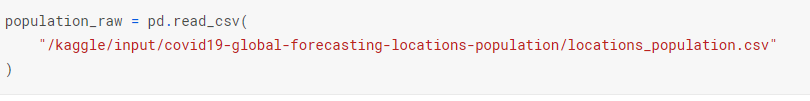 population_raw = pd.read_csv(
    "/kaggle/input/covid19-global-forecasting-locations-population/locations_population.csv"
)